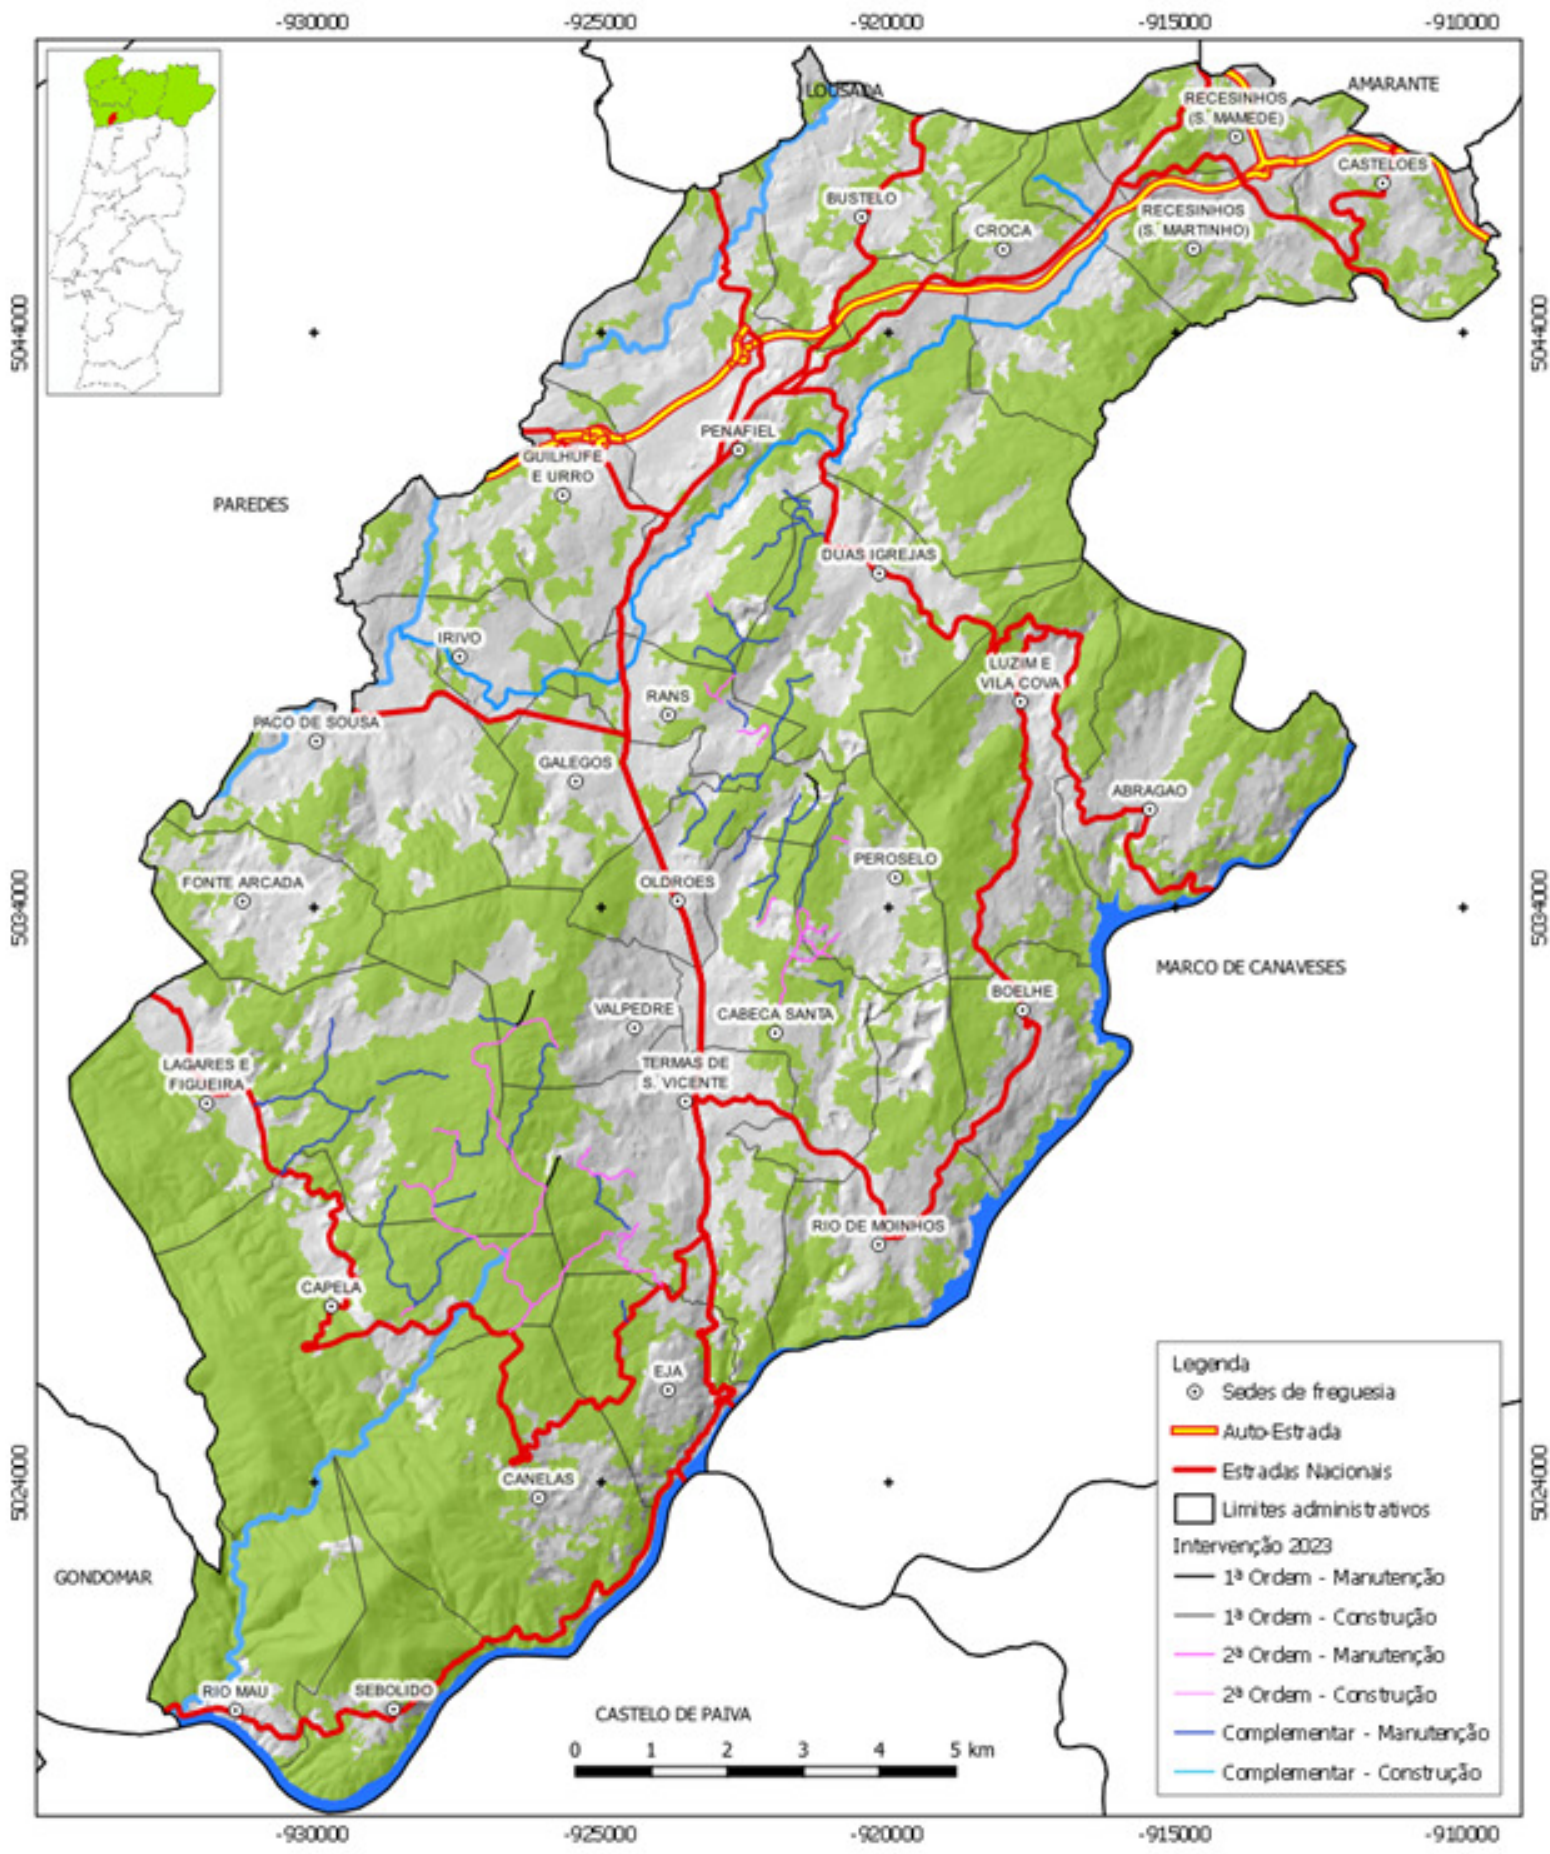 -930000 -925000 -920000 -915000 -910000
LOUSADA
AMARANTE
RECESINHOS
(S. MAMEDE)
CASTELOES
BUSTELO
RECESINHOS
(S. MARTINHO)
CROCA
5044000
5044000
PENAFIEL
GUILHUFE
E URRO
PAREDES
DUAS IGREJAS
IRIVO
LUZIM E
VILA COVA
RANS
PACO DE SOUSA
GALEGOS
ABRAGAO
PEROSELO
FONTE ARCADA
OLDROES
5034000
5034000
MARCO DE CANAVESES
BOELHE
VALPEDRE
CABECA SANTA
LAGARES E
FIGUEIRA
TERMAS DE
S. VICENTE
RIO DE MOINHOS
CAPELA
EJA
CANELAS
5024000
5024000
GONDOMAR
RIO MAU
SEBOLIDO
CASTELO DE PAIVA
0 1 2 3 4 5 km
Legenda
Sedes de freguesia
Auto-Estrada
Estradas Nacionais
Limites administrativos
Intervenção 2023
1ª Ordem - Manutenção
1ª Ordem - Construção
2ª Ordem - Manutenção
2ª Ordem - Construção
Complementar - Manutenção
Complementar - Construção
-930000 -925000 -920000 -915000 -910000